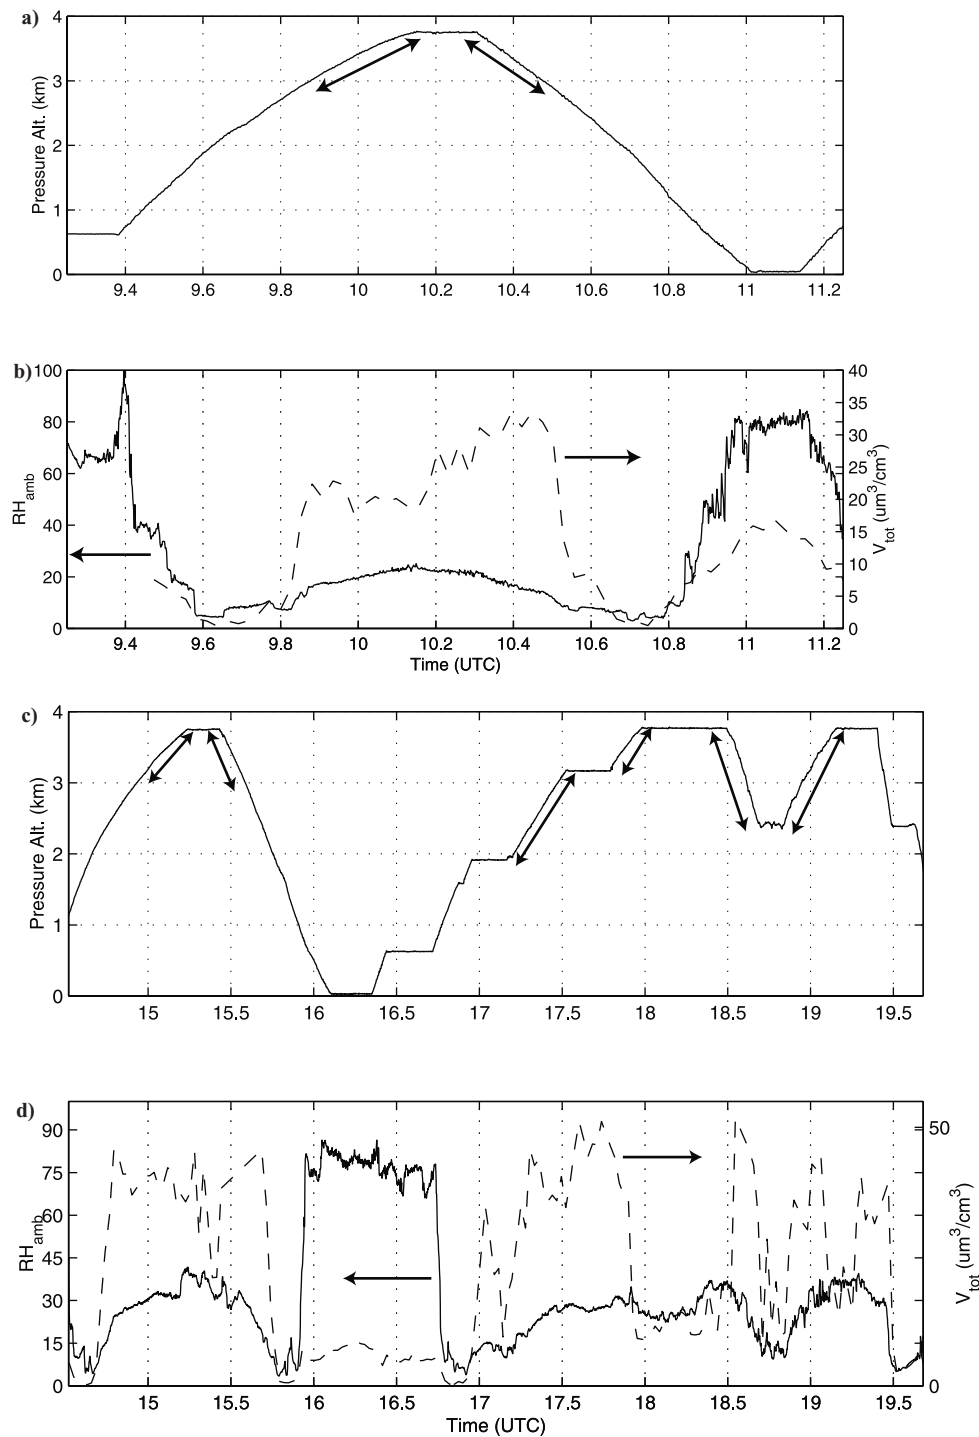 a)
4
3
2
1
0
Pressure Alt. (km)
9.4 9.6 9.8 10 10.2 10.4 10.6 10.8 11 11.2
b)
100
80
60
40
20
0
RH_amb
40
35
30
25
20
15
10
5
0
V_tot (um^3/cm^3)
9.4 9.6 9.8 10 10.2 10.4 10.6 10.8 11 11.2
Time (UTC)
c)
4
3
2
1
0
Pressure Alt. (km)
15 15.5 16 16.5 17 17.5 18 18.5 19 19.5
d)
90
75
60
45
30
15
0
RH_amb
50
0
V_tot (um^3/cm^3)
15 15.5 16 16.5 17 17.5 18 18.5 19 19.5
Time (UTC)